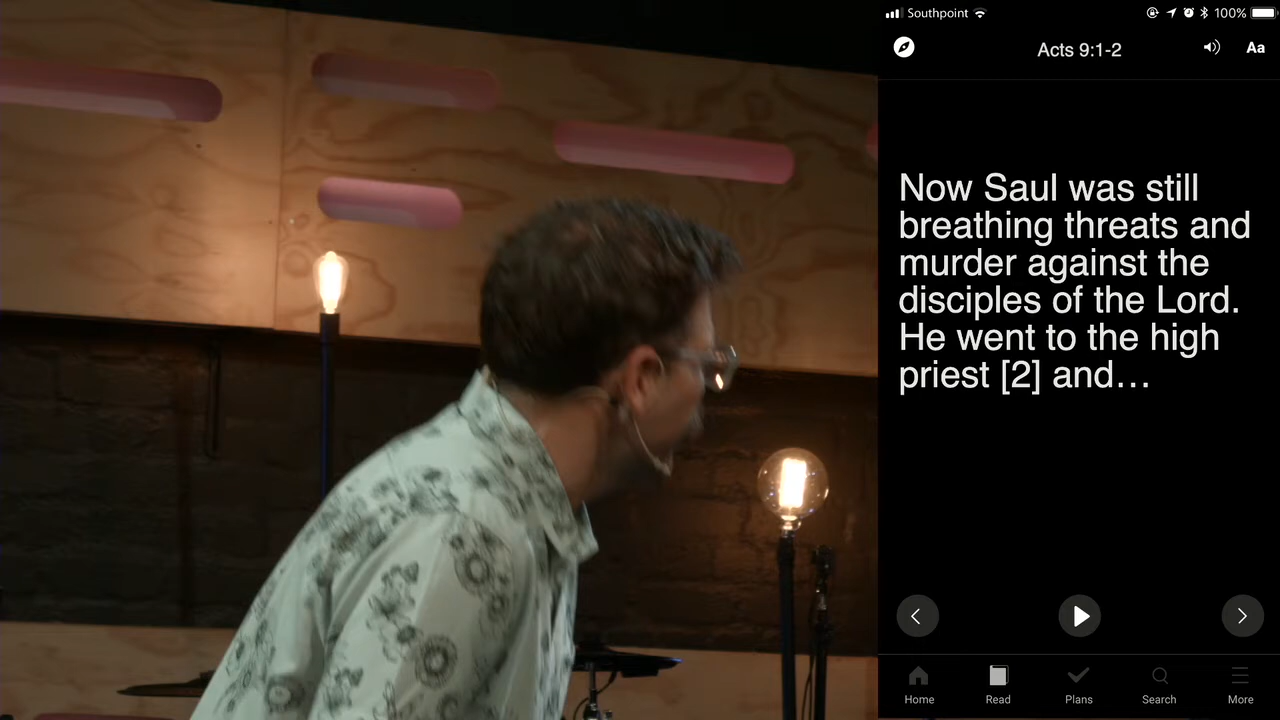 Southpoint 100%
Acts 9:1-2 Aa
Now Saul was still
breathing threats and
murder against the
disciples of the Lord.
He went to the high
priest [2] and…
Home Read Plans Search More